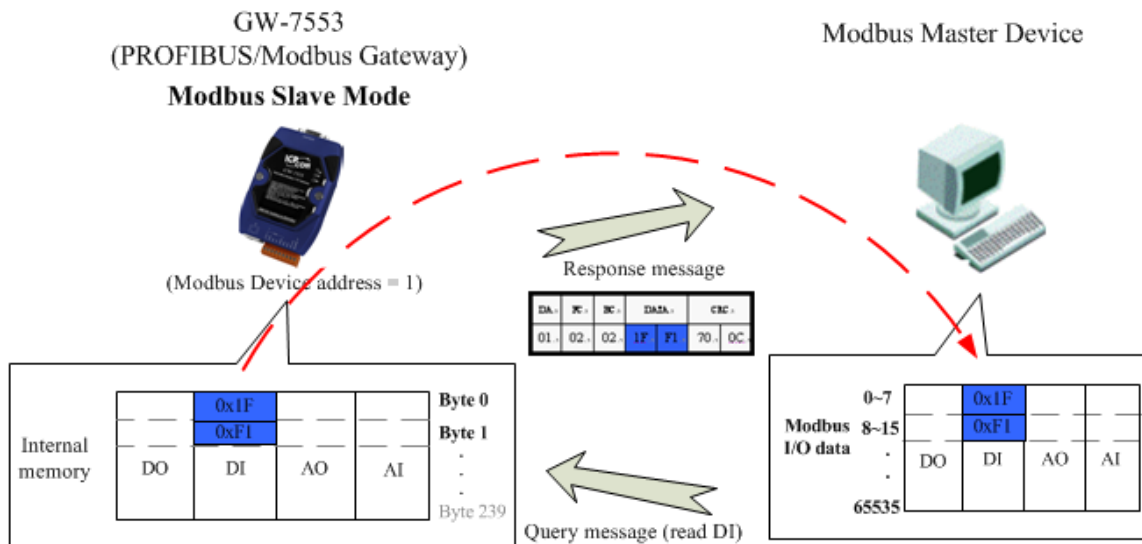 GW-7553
(PROFIBUS/Modbus Gateway)
Modbus Slave Mode
Modbus Master Device
ICP CON
(Modbus Device address = 1)
Response message
DA FC BC DATA CRC
01 02 02 1F F1 70 0C
Internal memory
0x1F
0xF1
DO DI AO AI
Byte 0
Byte 1
.
.
.
Byte 239
Query message (read DI)
Modbus I/O data
0~7
8~15
.
.
.
65535
0x1F
0xF1
DO DI AO AI